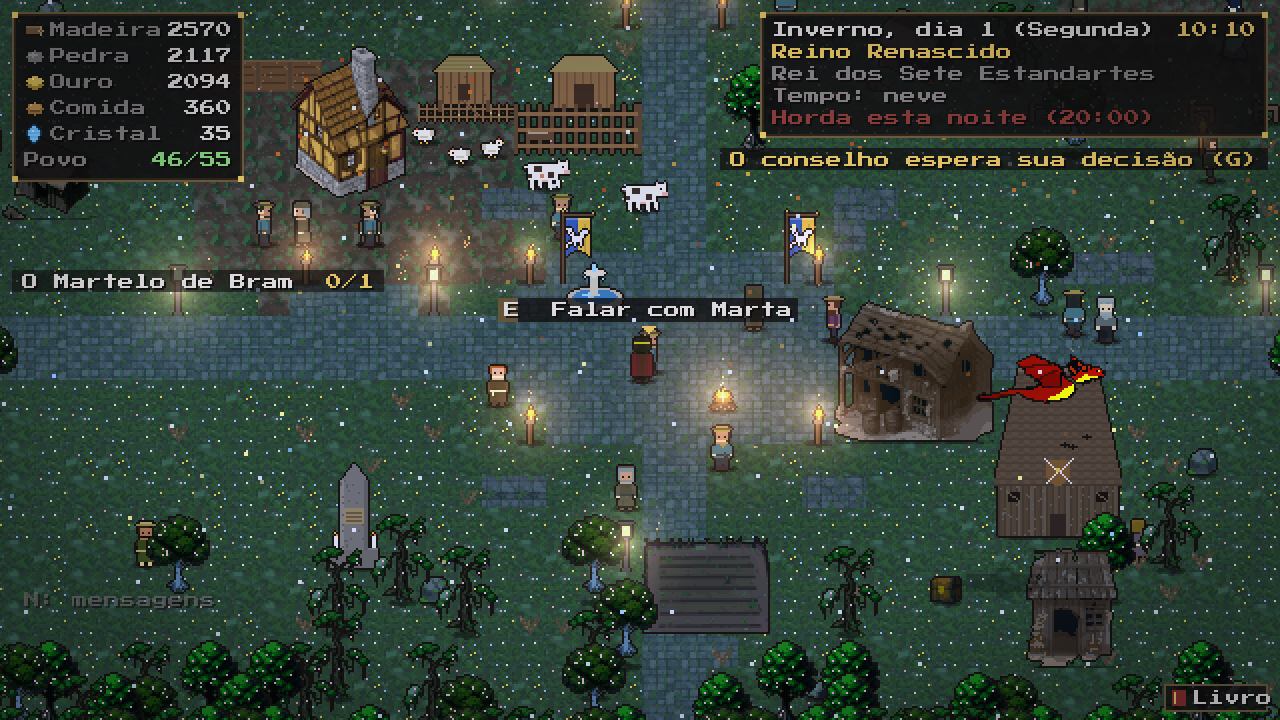 Madeira 2570
Pedra 2117
Ouro 2094
Comida 360
Cristal 35
Povo 46/55
Inverno, dia 1 (Segunda) 10:10
Reino Renascido
Rei dos Sete Estandartes
Tempo: neve
Horda esta noite (20:00)
O conselho espera sua decisão (G)
O Martelo de Bram 0/1
E Falar com Marta
N: mensagens
Livro